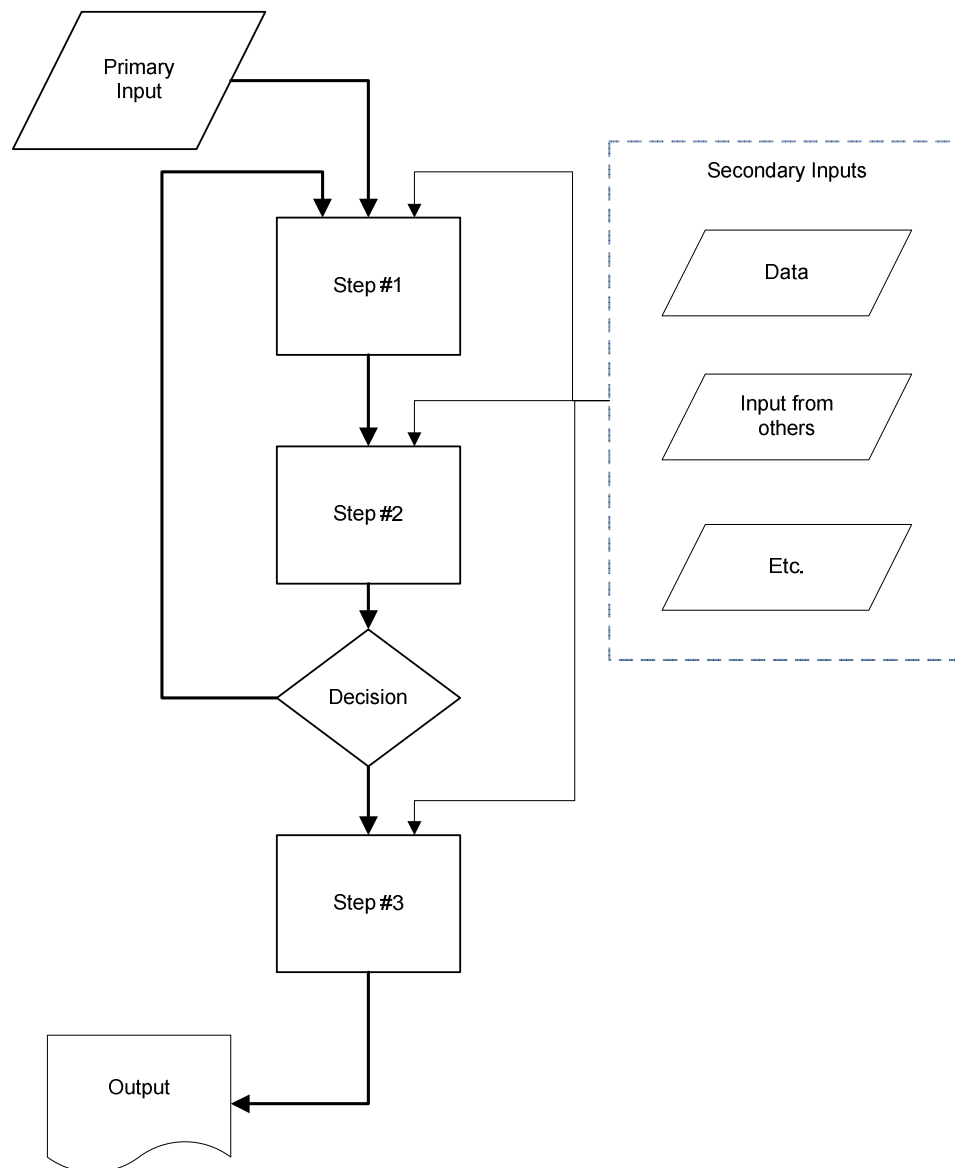 Primary
Input
Secondary Inputs
Data
Step #1
Input from
others
Step #2
Etc.
Decision
Step #3
Output